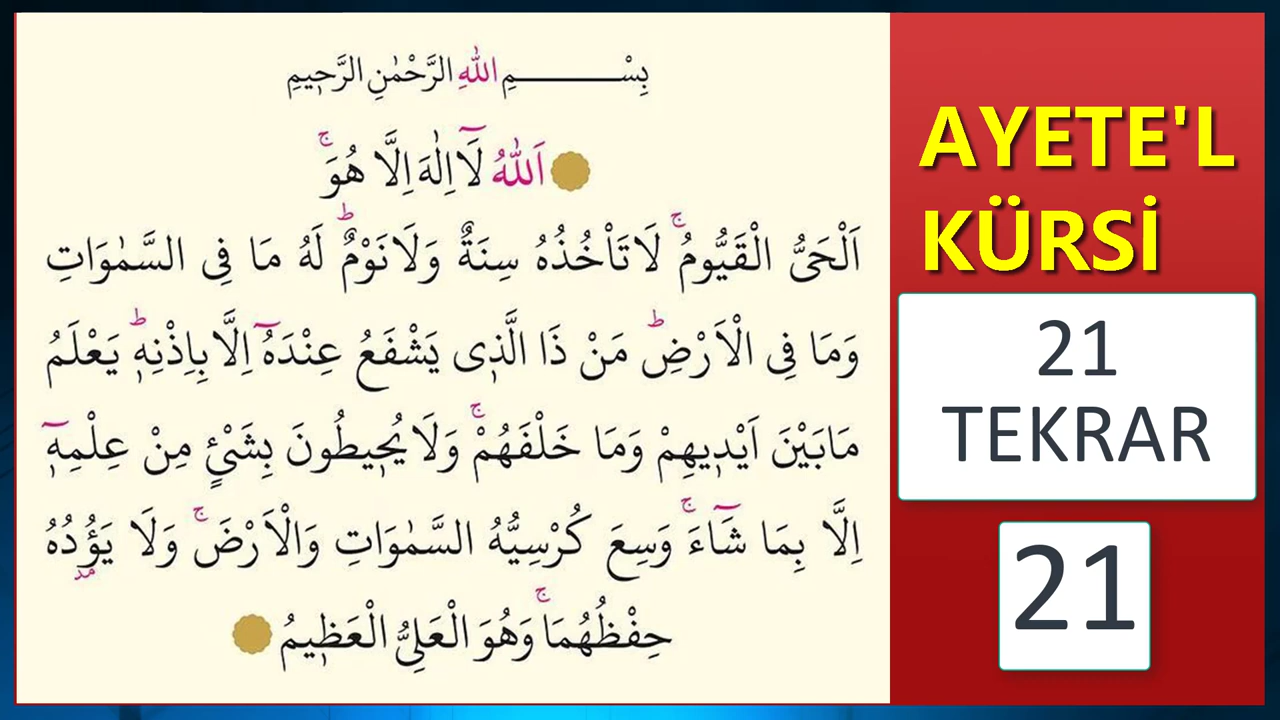 بِسْــــــــمِ اللّٰهِ الرَّحْمٰنِ الرَّح۪يمِ
اَللّٰهُ لَٓا اِلٰهَ اِلَّا هُوَۚ
اَلْحَىُّ الْقَيُّومُۚ لَا تَاْخُذُهُ سِنَةٌ وَلَا نَوْمٌۜ لَهُ مَا فِى السَّمٰوَاتِ
وَمَا فِى الْاَرْضِۜ مَنْ ذَا الَّذ۪ى يَشْفَعُ عِنْدَهُٓ اِلَّا بِاِذْنِه۪ۜ يَعْلَمُ
مَا بَيْنَ اَيْد۪يهِمْ وَمَا خَلْفَهُمْۚ وَلَا يُح۪يطُونَ بِشَىْءٍ مِنْ عِلْمِه۪ٓ
اِلَّا بِمَا شَٓاءَۚ وَسِعَ كُرْسِيُّهُ السَّمٰوَاتِ وَالْاَرْضَۚ وَلَا يَؤُ۫دُهُ
حِفْظُهُمَاۚ وَهُوَ الْعَلِىُّ الْعَظ۪يمُ
AYETE'L
KÜRSİ
21
TEKRAR
21